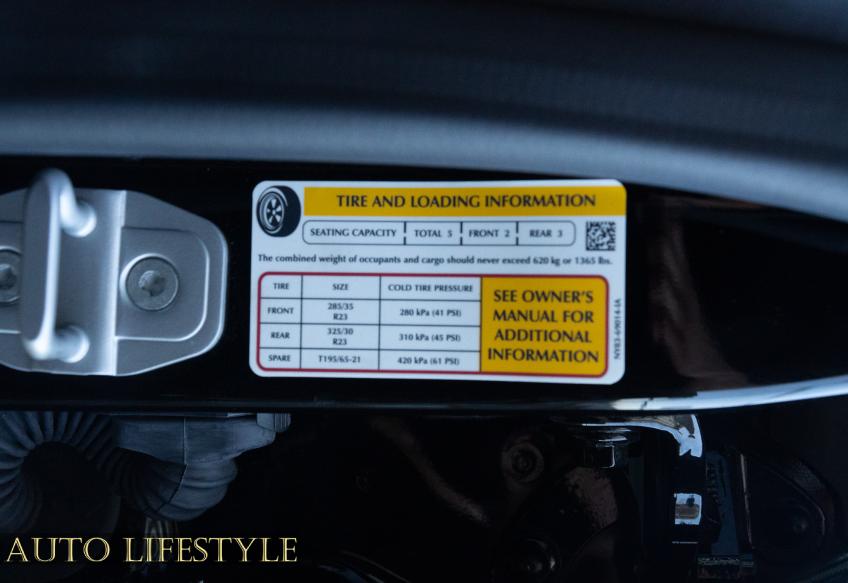 TIRE AND LOADING INFORMATION
SEATING CAPACITY TOTAL 5 FRONT 2 REAR 3
The combined weight of occupants and cargo should never exceed 620 kg or 1365 lbs.
TIRE SIZE COLD TIRE PRESSURE
FRONT 285/35 R23 280 kPa (41 PSI)
REAR 325/30 R23 310 kPa (45 PSI)
SPARE T195/65-21 420 kPa (61 PSI)
SEE OWNER'S
MANUAL FOR
ADDITIONAL
INFORMATION
NY83-69014-IA
AUTO LIFESTYLE